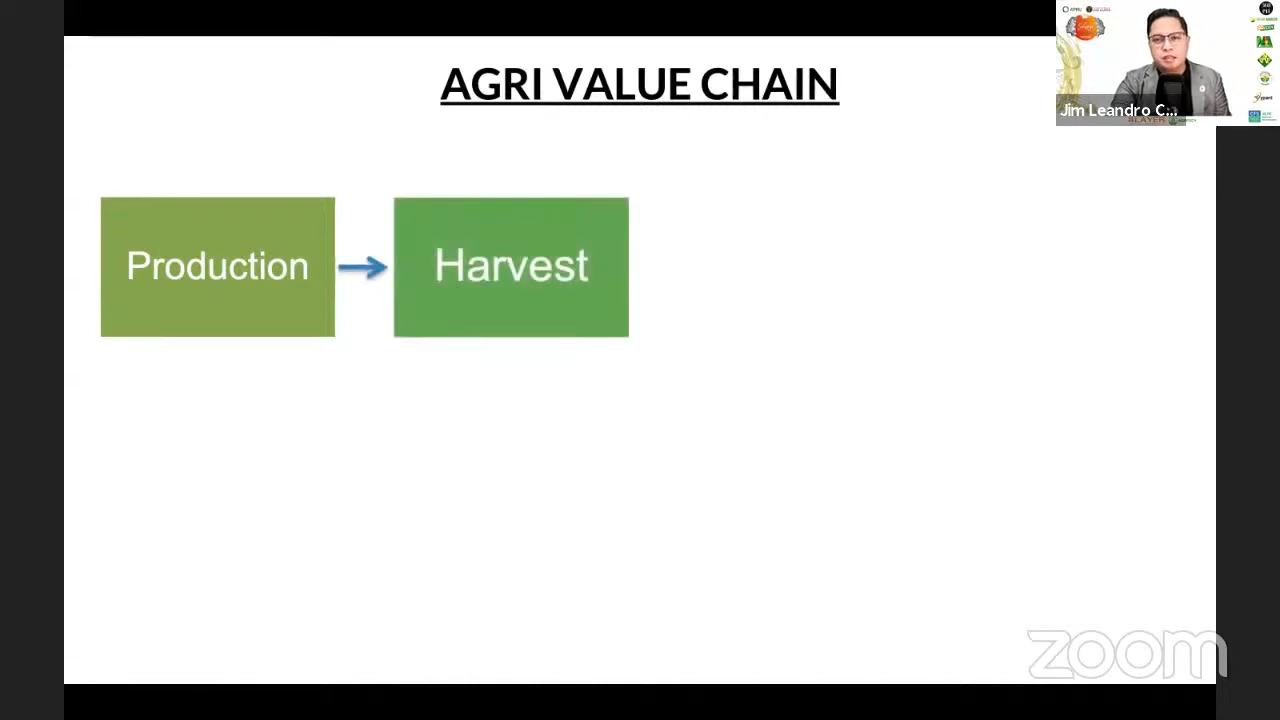 AGRI VALUE CHAIN
Production
Harvest
Jim Leandro C...
zoom